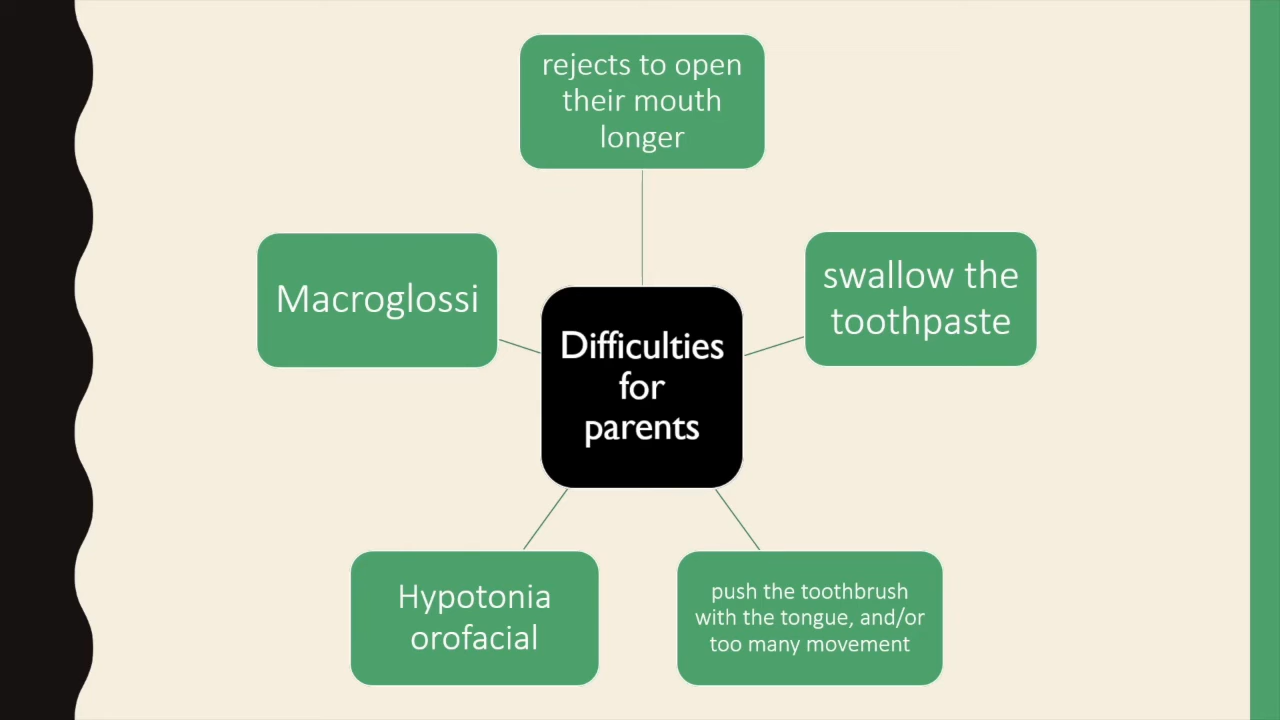 rejects to open
their mouth
longer
Macroglossi
swallow the
toothpaste
Difficulties
for
parents
Hypotonia
orofacial
push the toothbrush
with the tongue, and/or
too many movement